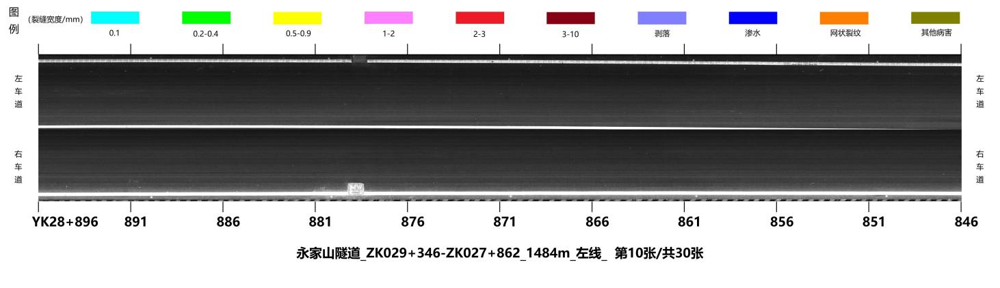 图例
(裂缝宽度/mm)
0.1 0.2-0.4 0.5-0.9 1-2 2-3 3-10 剥落 渗水 网状裂纹 其他病害
左车道 左车道
右车道 右车道
YK28+896 891 886 881 876 871 866 861 856 851 846
永家山隧道_ZK029+346-ZK027+862_1484m_左线_ 第10张/共30张